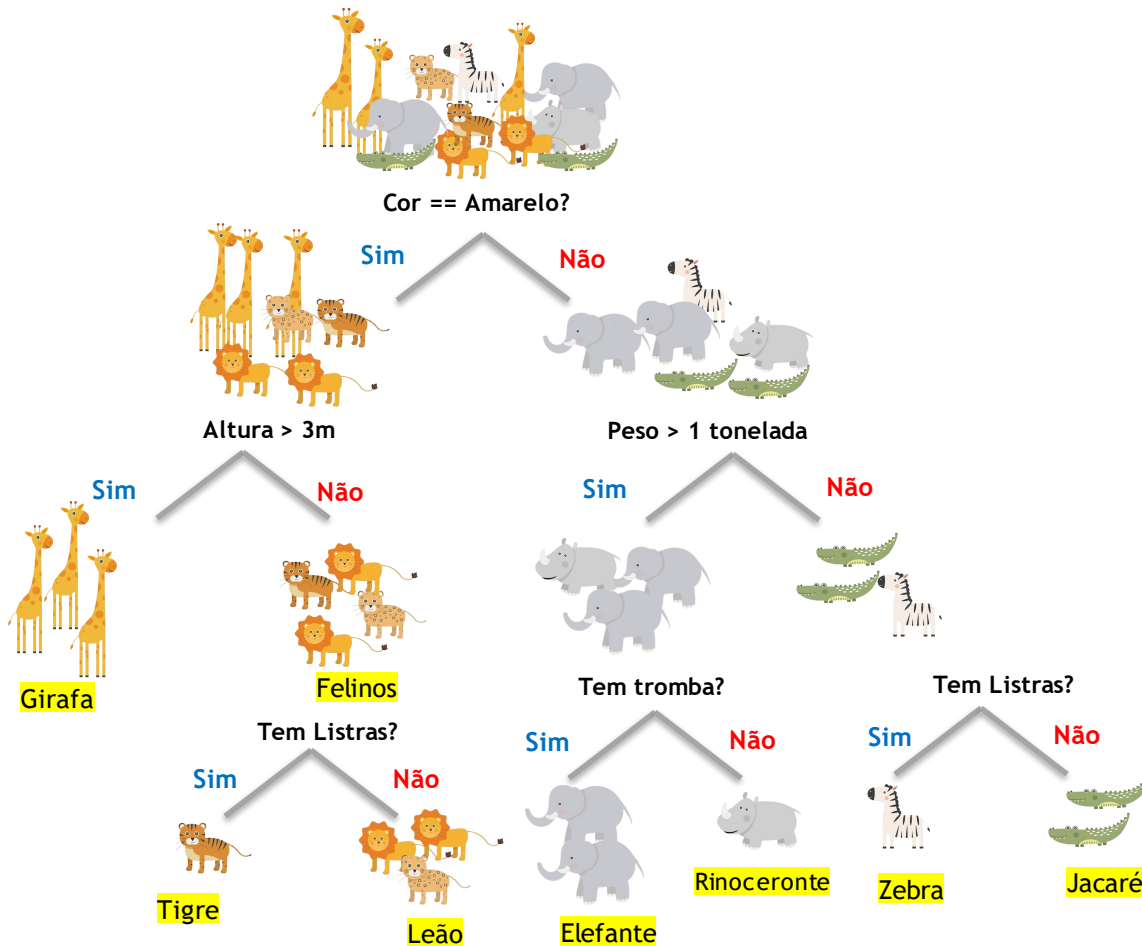 Cor == Amarelo?
Sim
Não
Altura > 3m
Peso > 1 tonelada
Sim
Não
Sim
Não
Girafa
Felinos
Tem tromba?
Tem Listras?
Tem Listras?
Sim
Não
Sim
Não
Sim
Não
Tigre
Leão
Elefante
Rinoceronte
Zebra
Jacaré